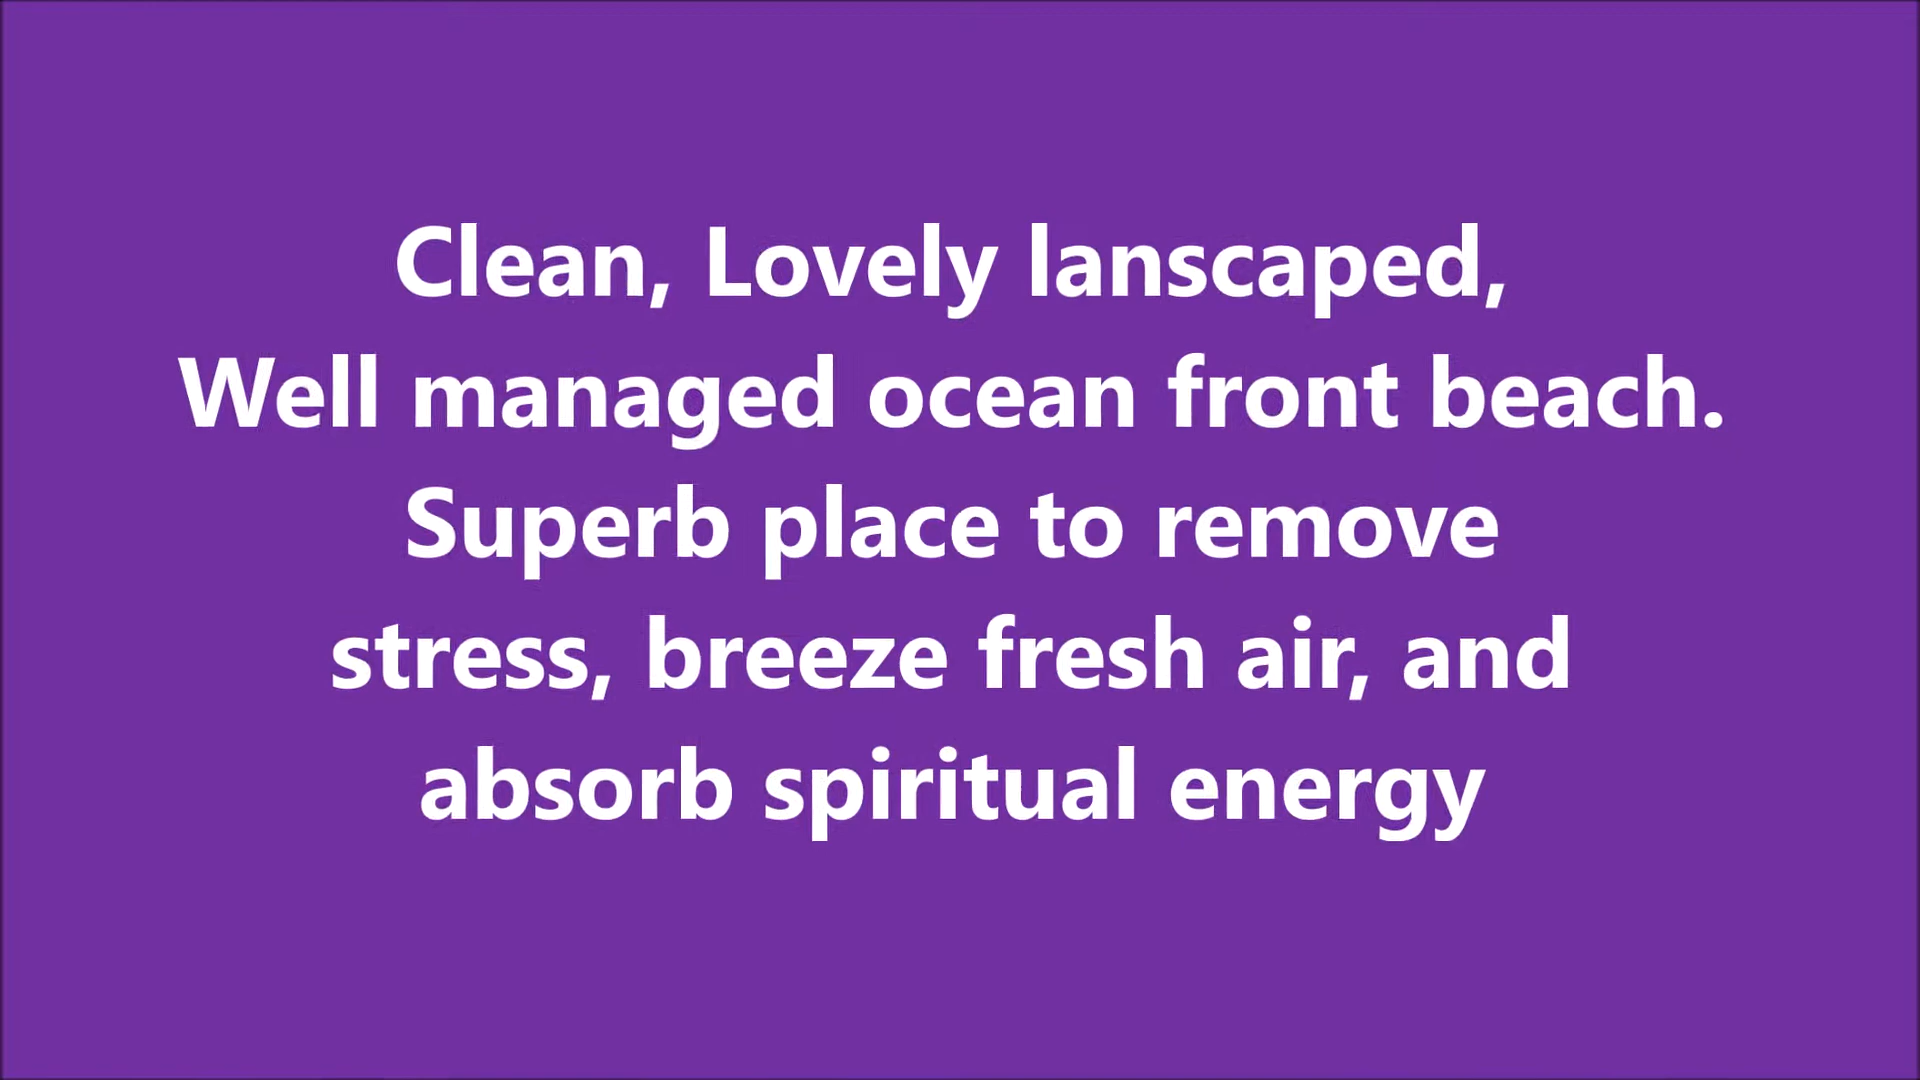 Clean, Lovely lanscaped,
Well managed ocean front beach.
Superb place to remove
stress, breeze fresh air, and
absorb spiritual energy